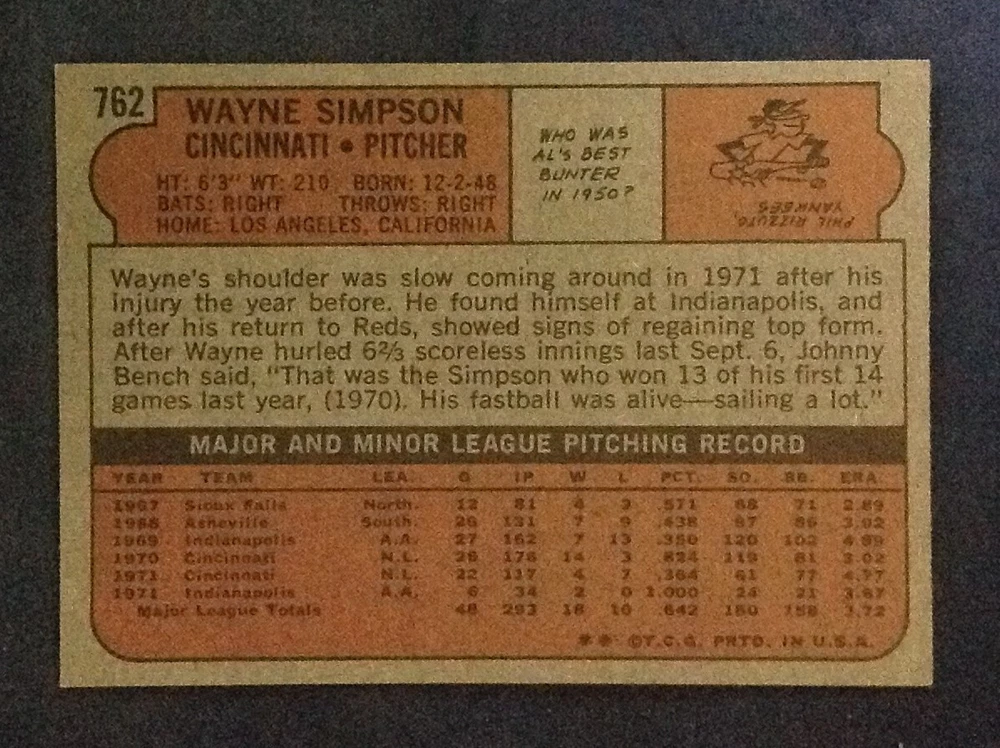 762
WAYNE SIMPSON
CINCINNATI • PITCHER
HT: 6'3" WT: 210 BORN: 12-2-48
BATS: RIGHT THROWS: RIGHT
HOME: LOS ANGELES, CALIFORNIA
WHO WAS
AL'S BEST
BUNTER
IN 1950?
PHIL RIZZUTO,
YANKEES
Wayne's shoulder was slow coming around in 1971 after his
injury the year before. He found himself at Indianapolis, and
after his return to Reds, showed signs of regaining top form.
After Wayne hurled 6⅔ scoreless innings last Sept. 6, Johnny
Bench said, "That was the Simpson who won 13 of his first 14
games last year, (1970). His fastball was alive—sailing a lot."
MAJOR AND MINOR LEAGUE PITCHING RECORD
YEAR TEAM LEA. G IP W L PCT. SO. BB. ERA
1967 Sioux Falls North. 12 81 4 3 .571 68 71 2.89
1968 Asheville South. 26 131 7 9 .438 97 3.02
1969 Indianapolis A.A. 27 162 7 13 .350 120 102 4.89
1970 Cincinnati N.L. 26 176 14 3 .824 119 81 3.02
1971 Cincinnati N.L. 22 117 4 7 .364 61 77 4.77
1971 Indianapolis A.A. 6 34 2 0 1.000 24 21
Major League Totals 48 293 18 10 .642 180 158 3.72
** ©T.C.G. PRTD. IN U.S.A.